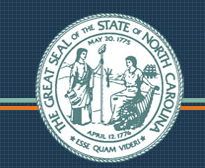 THE GREAT SEAL OF THE STATE OF NORTH CAROLINA
MAY 20, 1775
APRIL 12, 1776
ESSE QUAM VIDERI